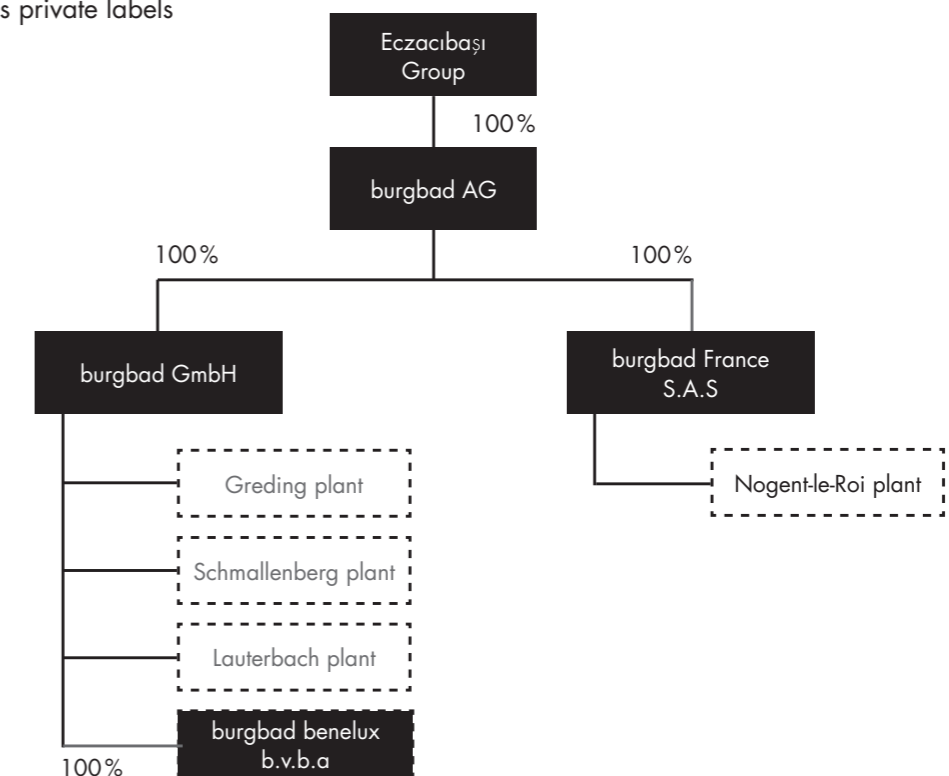 s private labels
Eczacıbaşı
Group
100%
burgbad AG
100%
100%
burgbad GmbH
burgbad France
S.A.S
Greding plant
Nogent-le-Roi plant
Schmallenberg plant
Lauterbach plant
burgbad benelux
b.v.b.a
100%